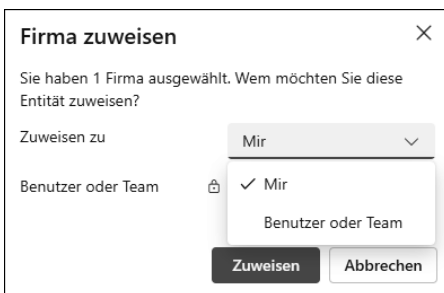 Firma zuweisen
Sie haben 1 Firma ausgewählt. Wem möchten Sie diese
Entität zuweisen?
Zuweisen zu
Mir
Benutzer oder Team
Mir
Benutzer oder Team
Zuweisen
Abbrechen